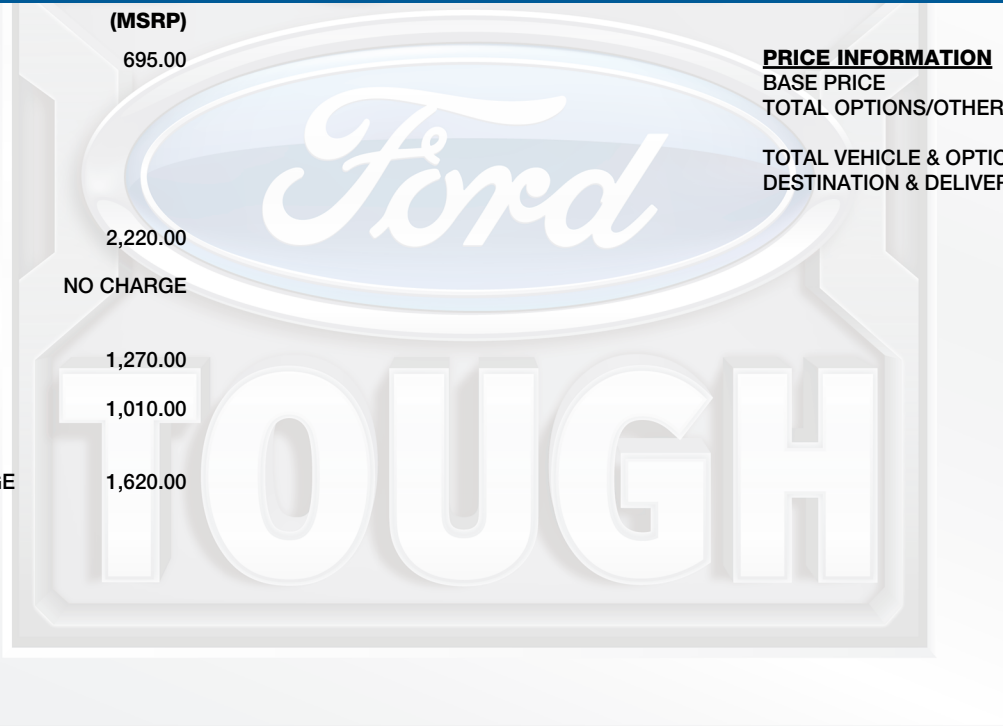 (MSRP)
695.00
2,220.00
NO CHARGE
1,270.00
1,010.00
GE 1,620.00
PRICE INFORMATION
BASE PRICE
TOTAL OPTIONS/OTHER
TOTAL VEHICLE & OPTIO
DESTINATION & DELIVER
Ford
TOUGH